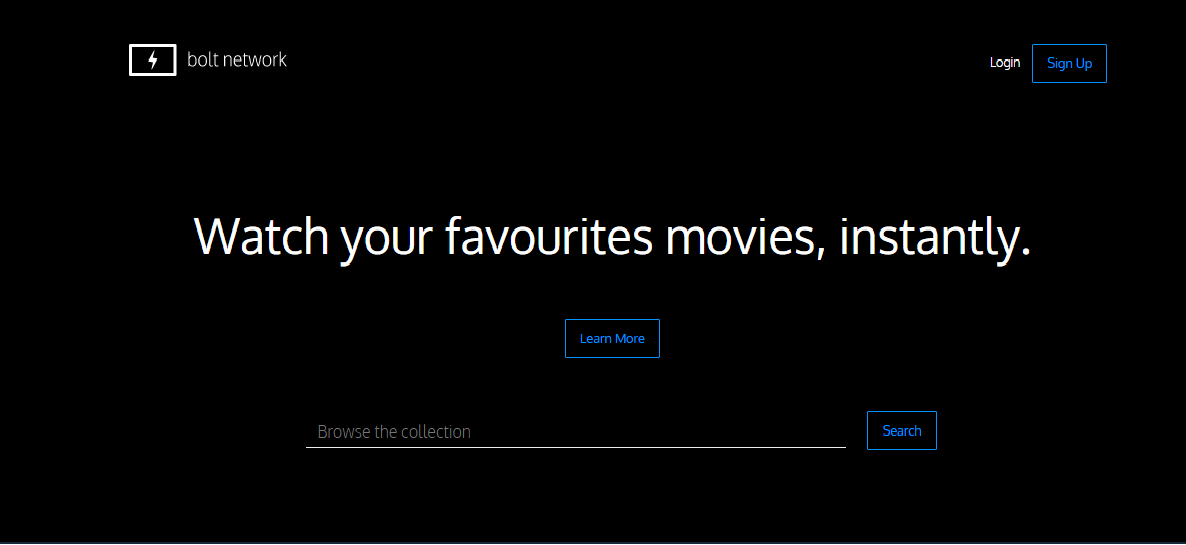 bolt network
Login Sign Up
Watch your favourites movies, instantly.
Learn More
Browse the collection Search